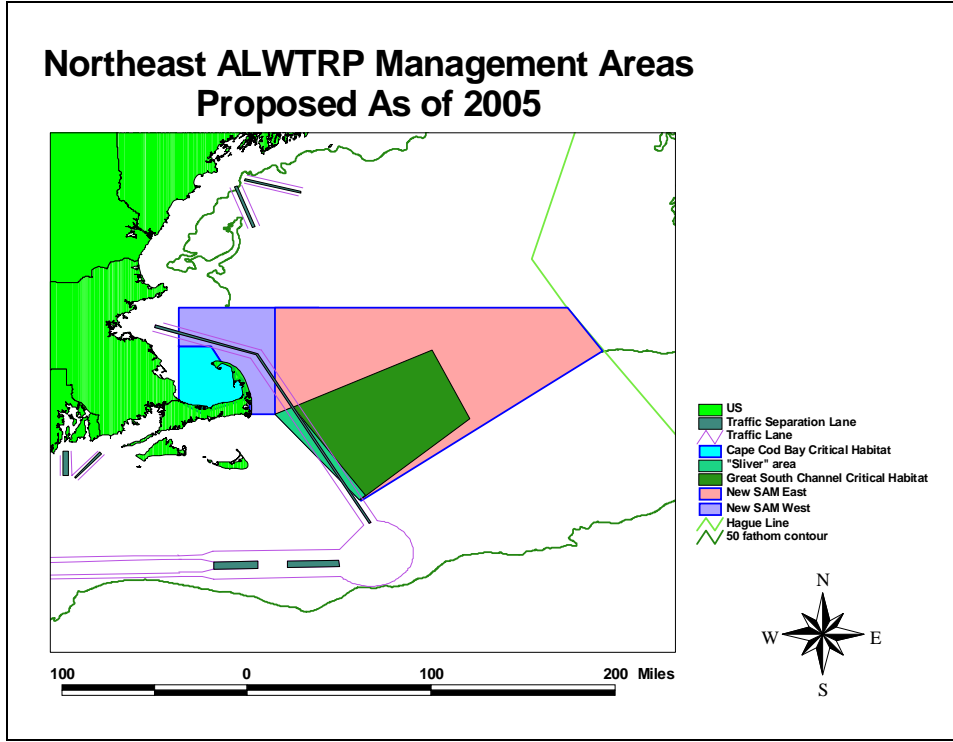 Northeast ALWTRP Management Areas
Proposed As of 2005
US
Traffic Separation Lane
Traffic Lane
Cape Cod Bay Critical Habitat
"Sliver" area
Great South Channel Critical Habitat
New SAM East
New SAM West
Hague Line
50 fathom contour
N
W E
S
100 0 100 200 Miles